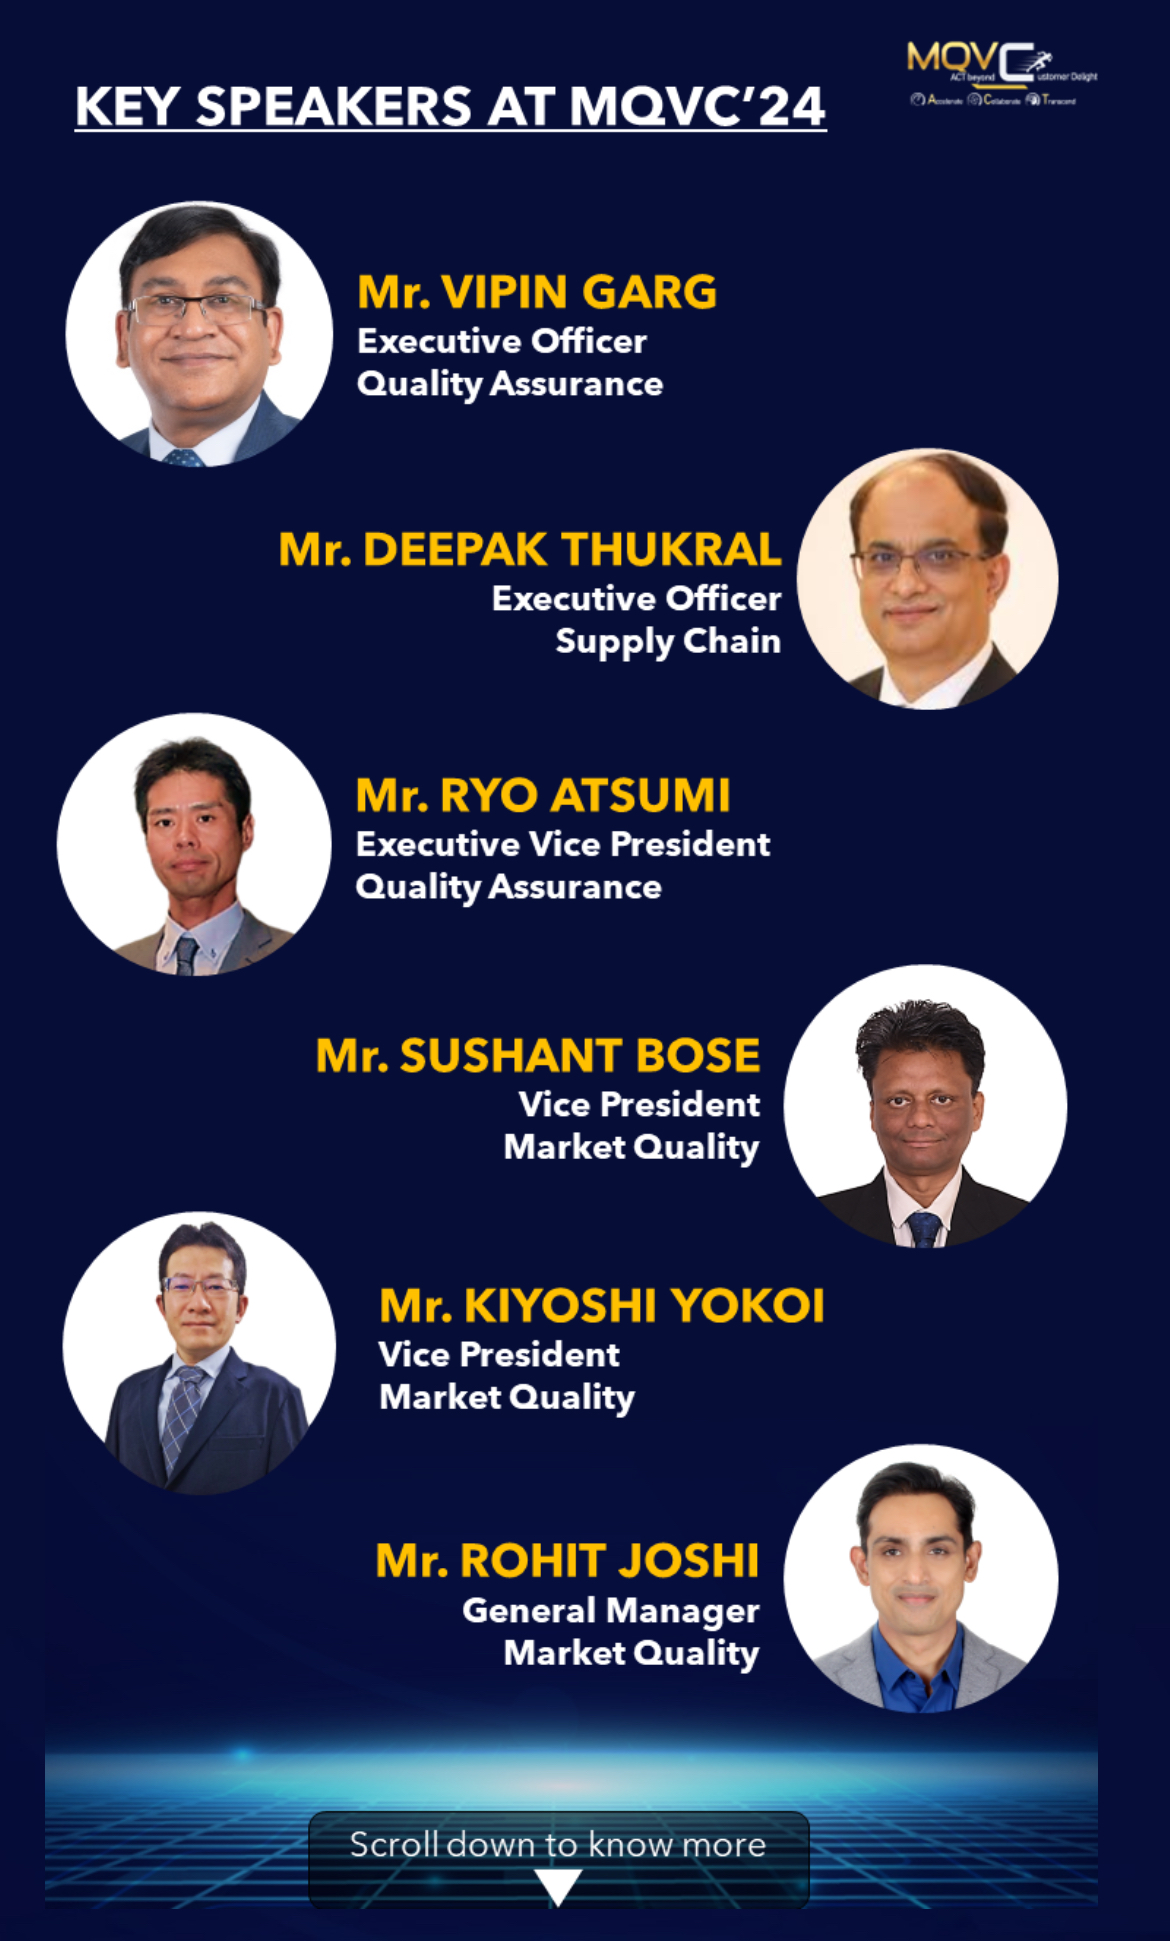 MQVC
ACT beyond Customer Delight
Accelerate Collaborate Transcend
KEY SPEAKERS AT MQVC’24
Mr. VIPIN GARG
Executive Officer
Quality Assurance
Mr. DEEPAK THUKRAL
Executive Officer
Supply Chain
Mr. RYO ATSUMI
Executive Vice President
Quality Assurance
Mr. SUSHANT BOSE
Vice President
Market Quality
Mr. KIYOSHI YOKOI
Vice President
Market Quality
Mr. ROHIT JOSHI
General Manager
Market Quality
Scroll down to know more